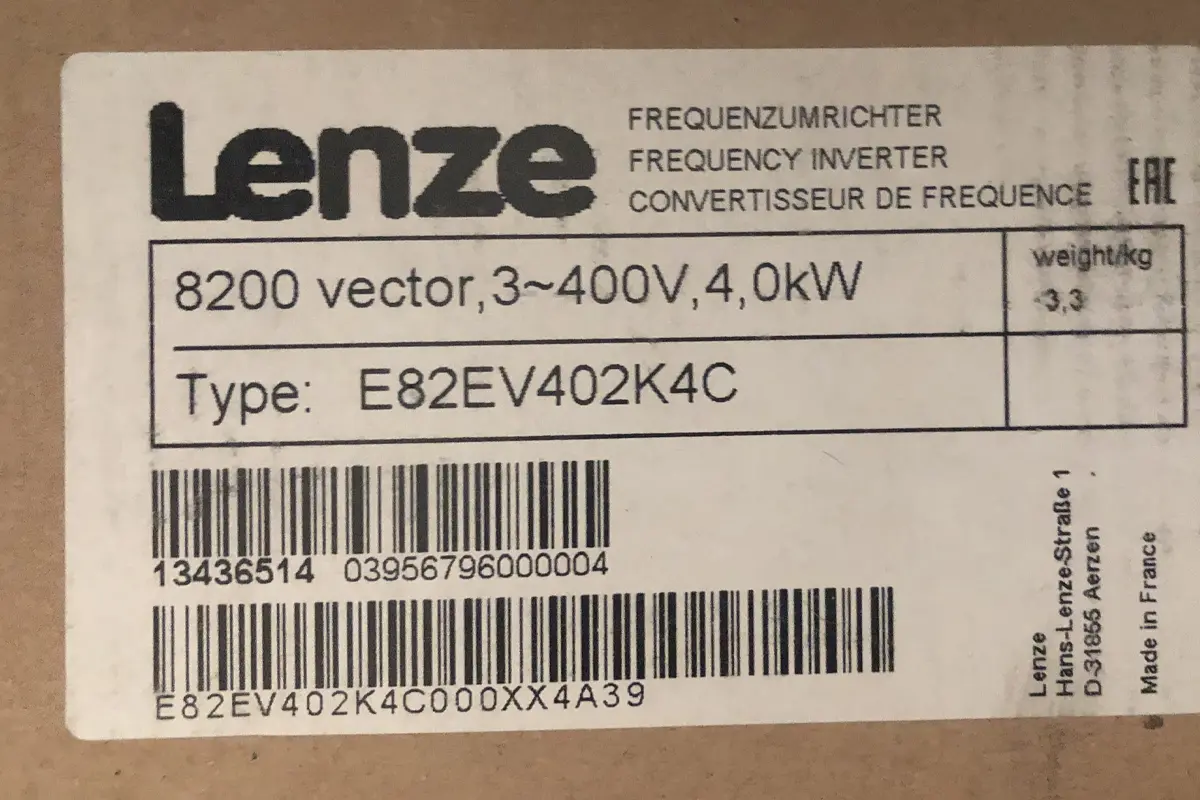 Lenze
FREQUENZUMRICHTER
FREQUENCY INVERTER
CONVERTISSEUR DE FREQUENCE
EAC
8200 vector,3~400V,4,0kW
weight/kg
3,3
Type: E82EV402K4C
13436514 03956796000004
E82EV402K4C000XX4A39
Lenze
Hans-Lenze-Straße 1
D-31855 Aerzen
Made in France